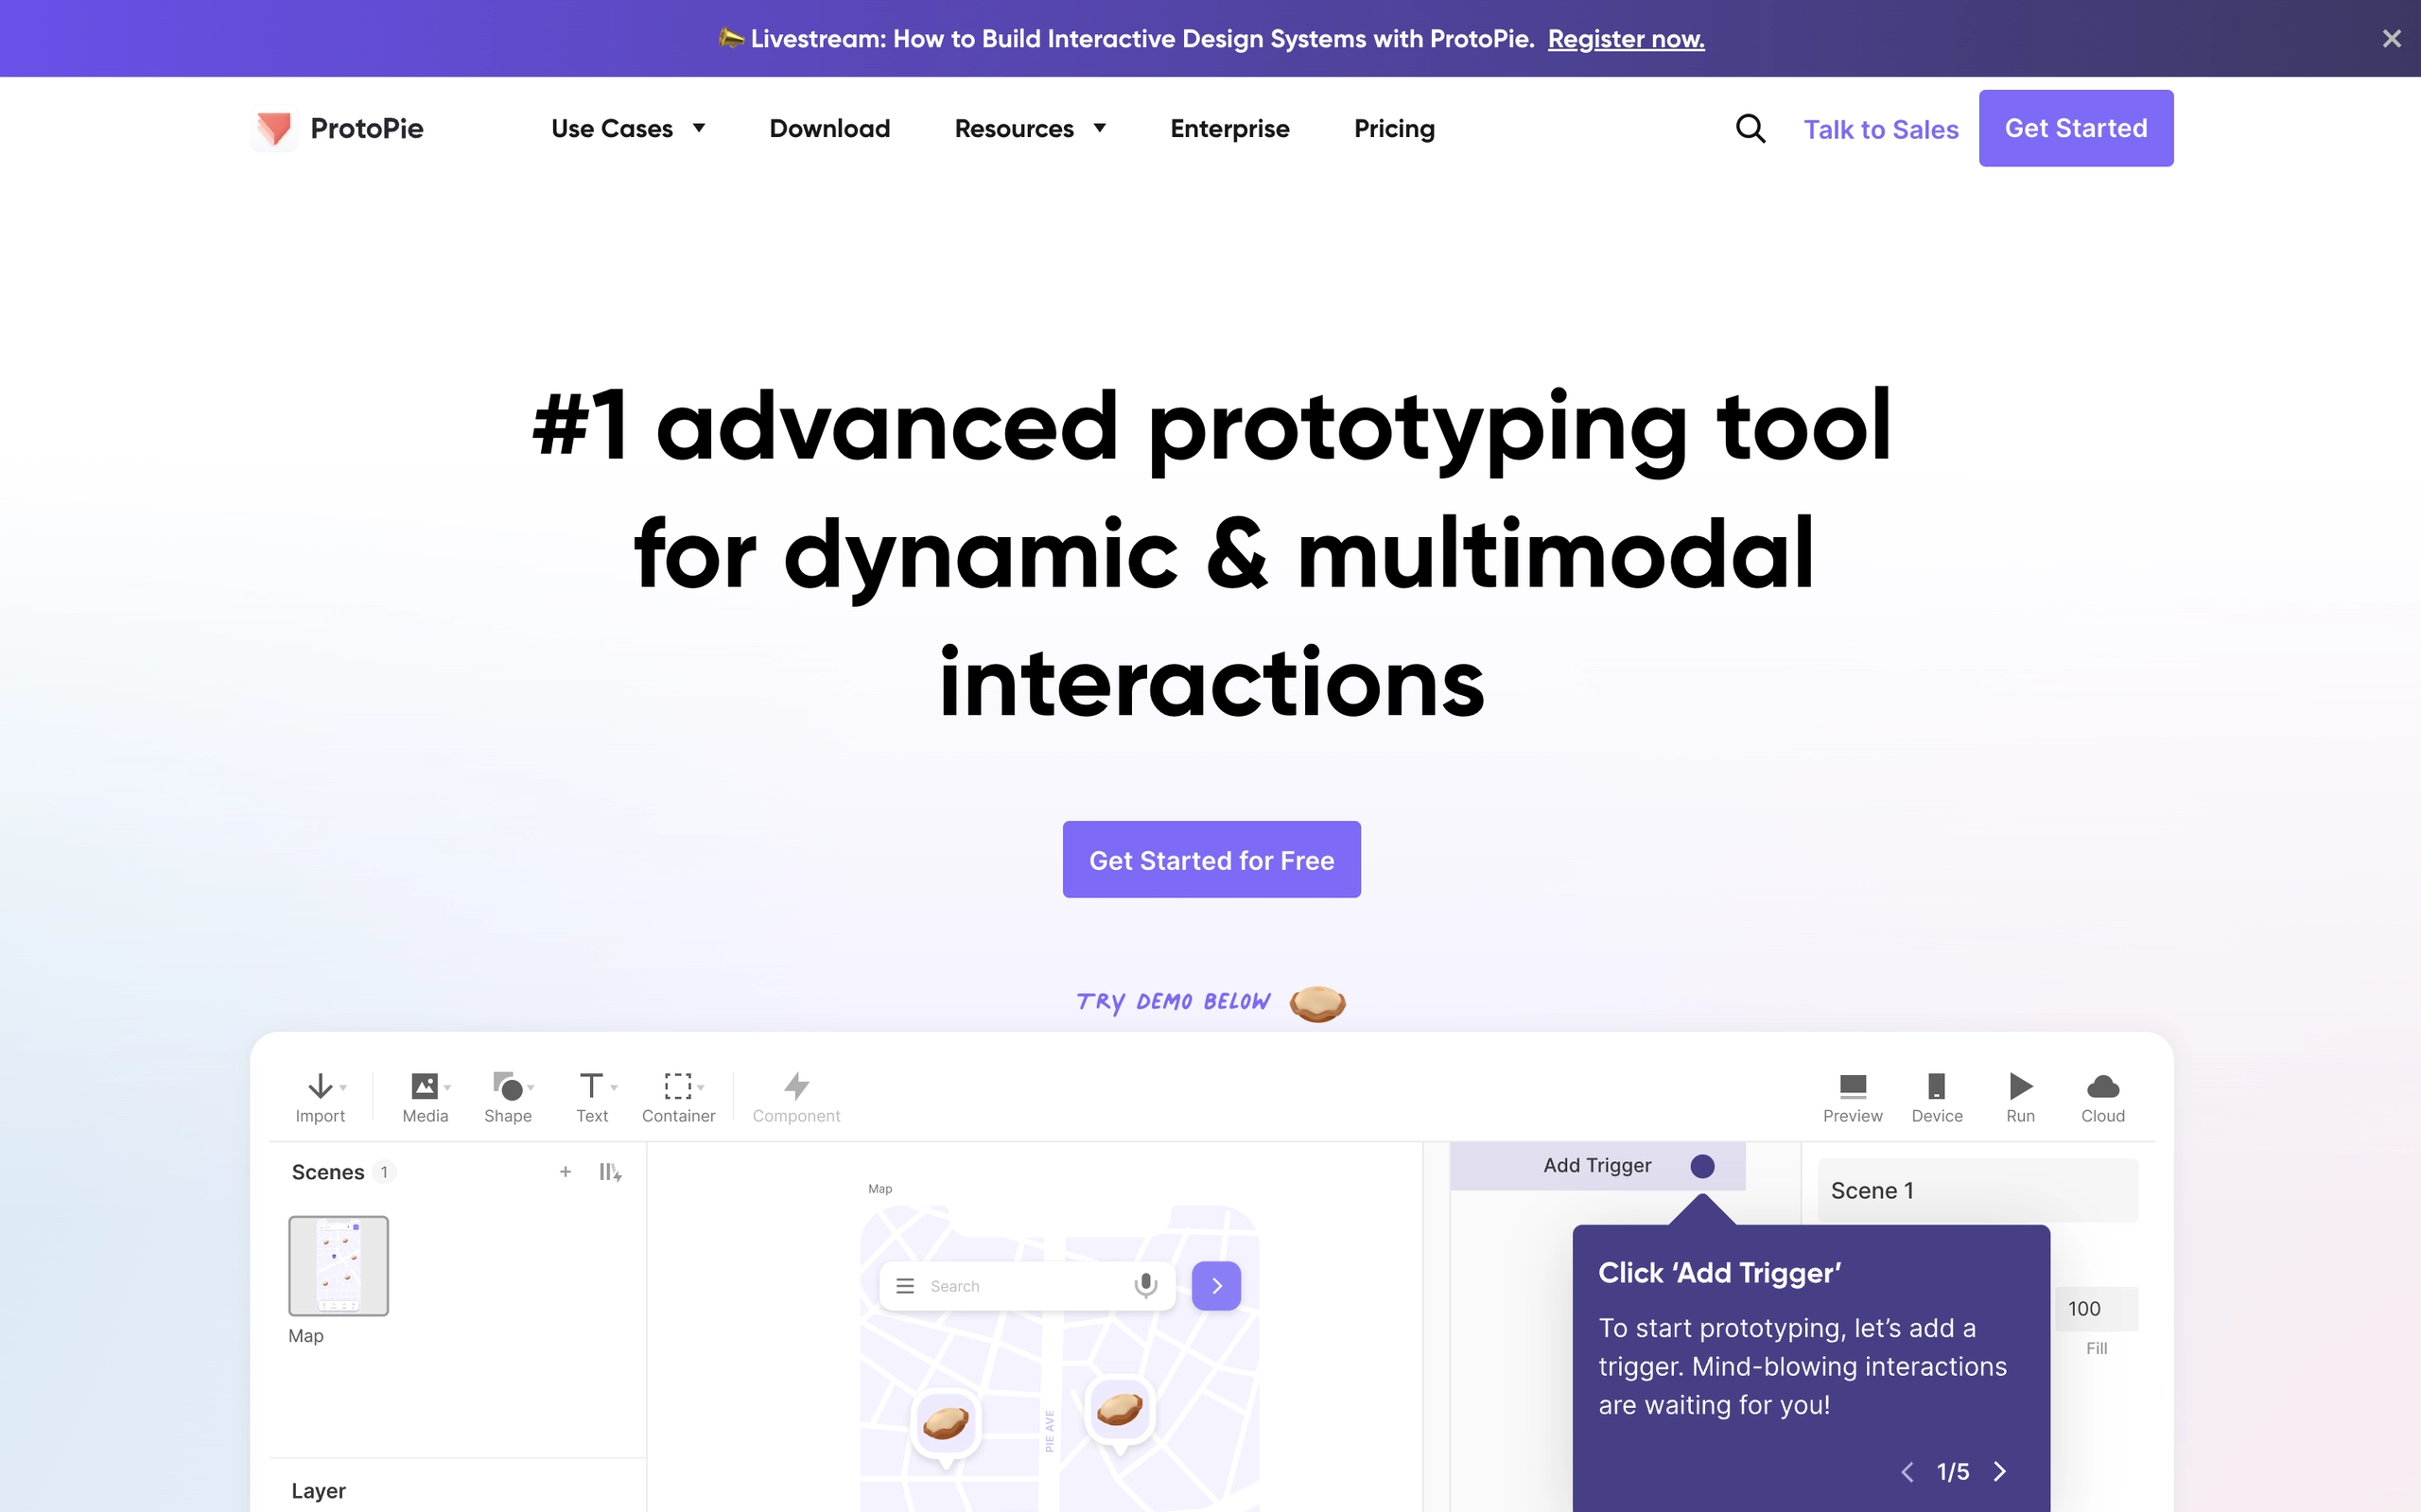 Livestream: How to Build Interactive Design Systems with ProtoPie. Register now.
ProtoPie
Use Cases
Download
Resources
Enterprise
Pricing
Talk to Sales
Get Started
#1 advanced prototyping tool
for dynamic & multimodal
interactions
Get Started for Free
TRY DEMO BELOW
Import
Media
Shape
Text
Container
Component
Preview
Device
Run
Cloud
Scenes 1
Map
Layer
Map
Search
PIE AVE
Add Trigger
Scene 1
100
Fill
Click ‘Add Trigger’
To start prototyping, let’s add a
trigger. Mind-blowing interactions
are waiting for you!
1/5